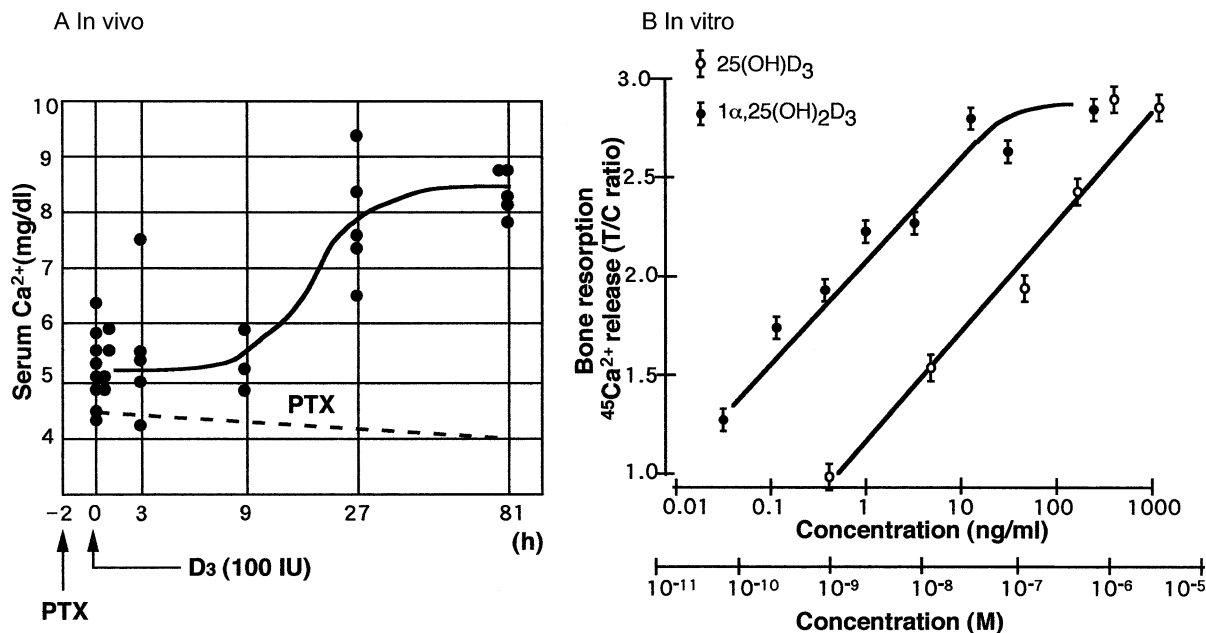 A In vivo
10
9
8
7
6
5
4
Serum Ca²⁺(mg/dl)
PTX
−2 0 3 9 27 81
(h)
D₃ (100 IU)
PTX
B In vitro
25(OH)D₃
1α,25(OH)₂D₃
3.0
2.5
2.0
1.5
1.0
Bone resorption
⁴⁵Ca²⁺ release (T/C ratio)
0.01 0.1 1 10 100 1000
Concentration (ng/ml)
10⁻¹¹ 10⁻¹⁰ 10⁻⁹ 10⁻⁸ 10⁻⁷ 10⁻⁶ 10⁻⁵
Concentration (M)